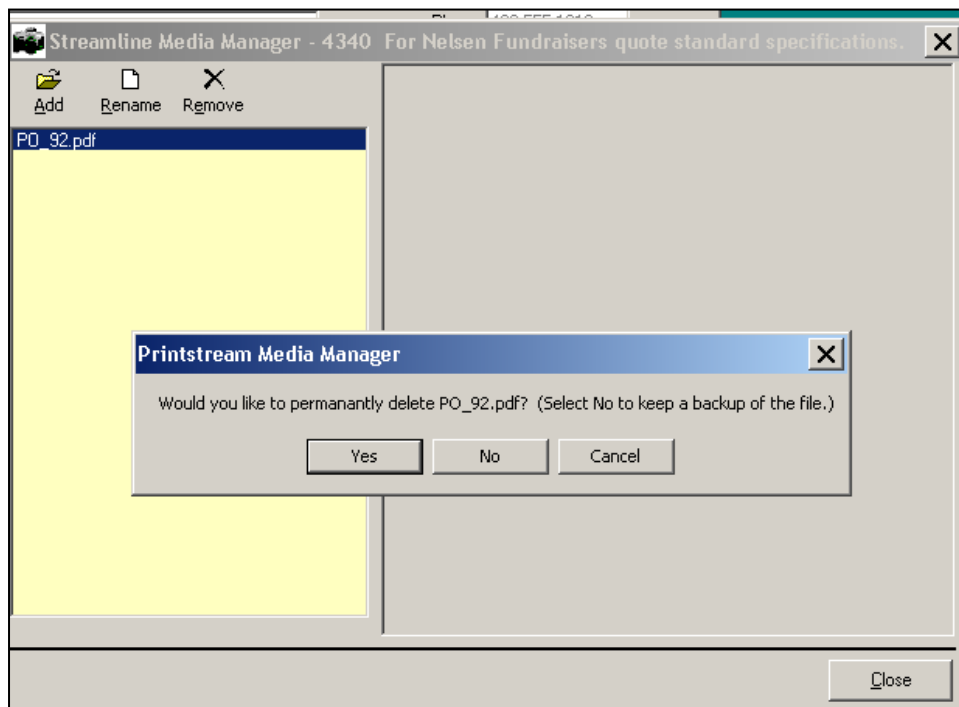 Streamline Media Manager - 4340 For Nelsen Fundraisers quote standard specifications.
Add Rename Remove
PO_92.pdf
Printstream Media Manager
Would you like to permanantly delete PO_92.pdf? (Select No to keep a backup of the file.)
Yes No Cancel
Close